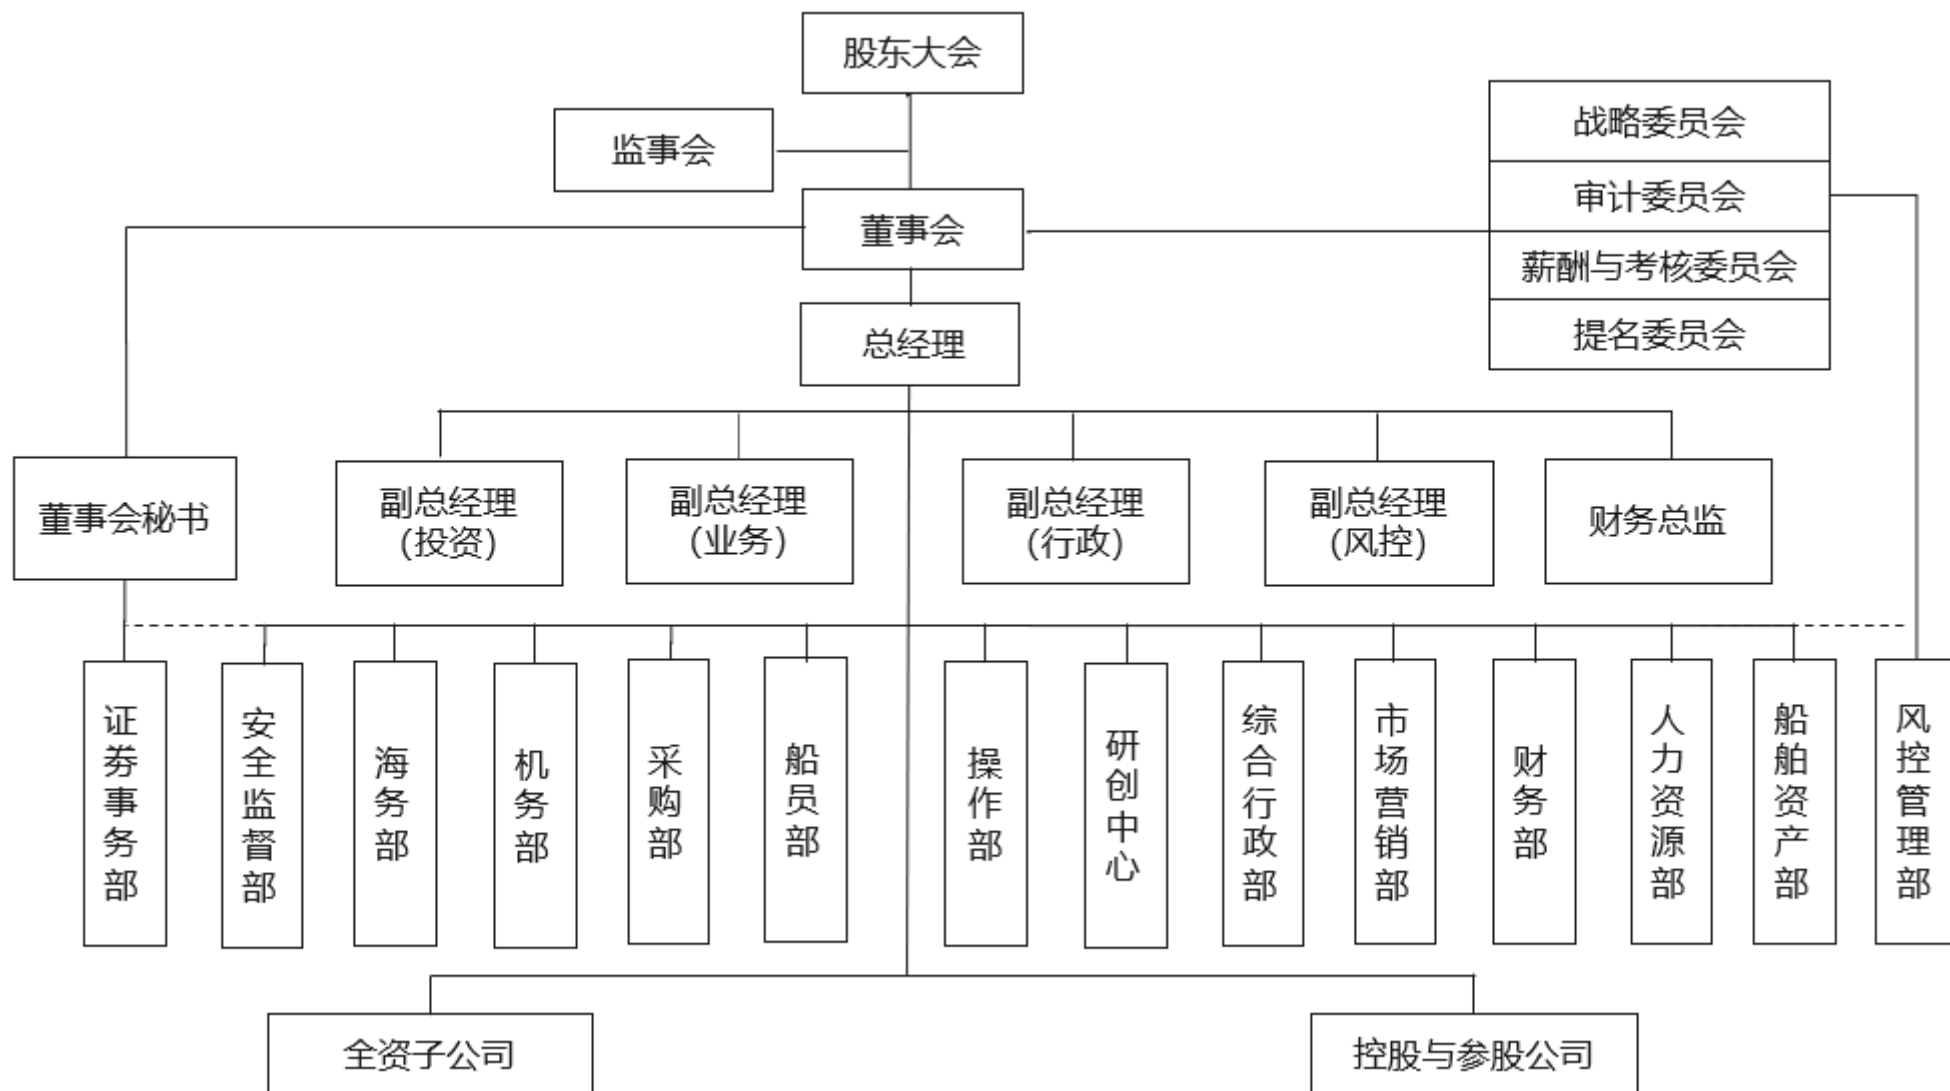 股东大会
监事会
战略委员会
审计委员会
董事会
薪酬与考核委员会
提名委员会
总经理
董事会秘书
副总经理
(投资)
副总经理
(业务)
副总经理
(行政)
副总经理
(风控)
财务总监
证券事务部
安全监督部
海务部
机务部
采购部
船员部
操作部
研创中心
综合行政部
市场营销部
财务部
人力资源部
船舶资产部
风控管理部
全资子公司
控股与参股公司